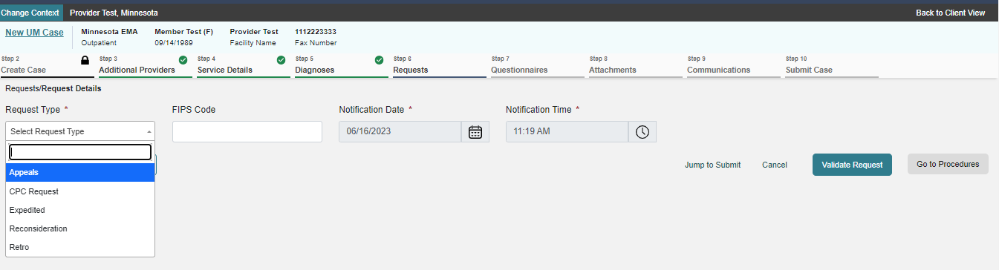 Change Context Provider Test, Minnesota Back to Client View
New UM Case Minnesota EMA Member Test (F) Provider Test 1112223333
Outpatient 09/14/1989 Facility Name Fax Number
Step 2 Step 3 Step 4 Step 5 Step 6 Step 7 Step 8 Step 9 Step 10
Create Case Additional Providers Service Details Diagnoses Requests Questionnaires Attachments Communications Submit Case
Requests/Request Details
Request Type * FIPS Code Notification Date * Notification Time *
Select Request Type 06/16/2023 11:19 AM
Jump to Submit Cancel Validate Request Go to Procedures
Appeals
CPC Request
Expedited
Reconsideration
Retro